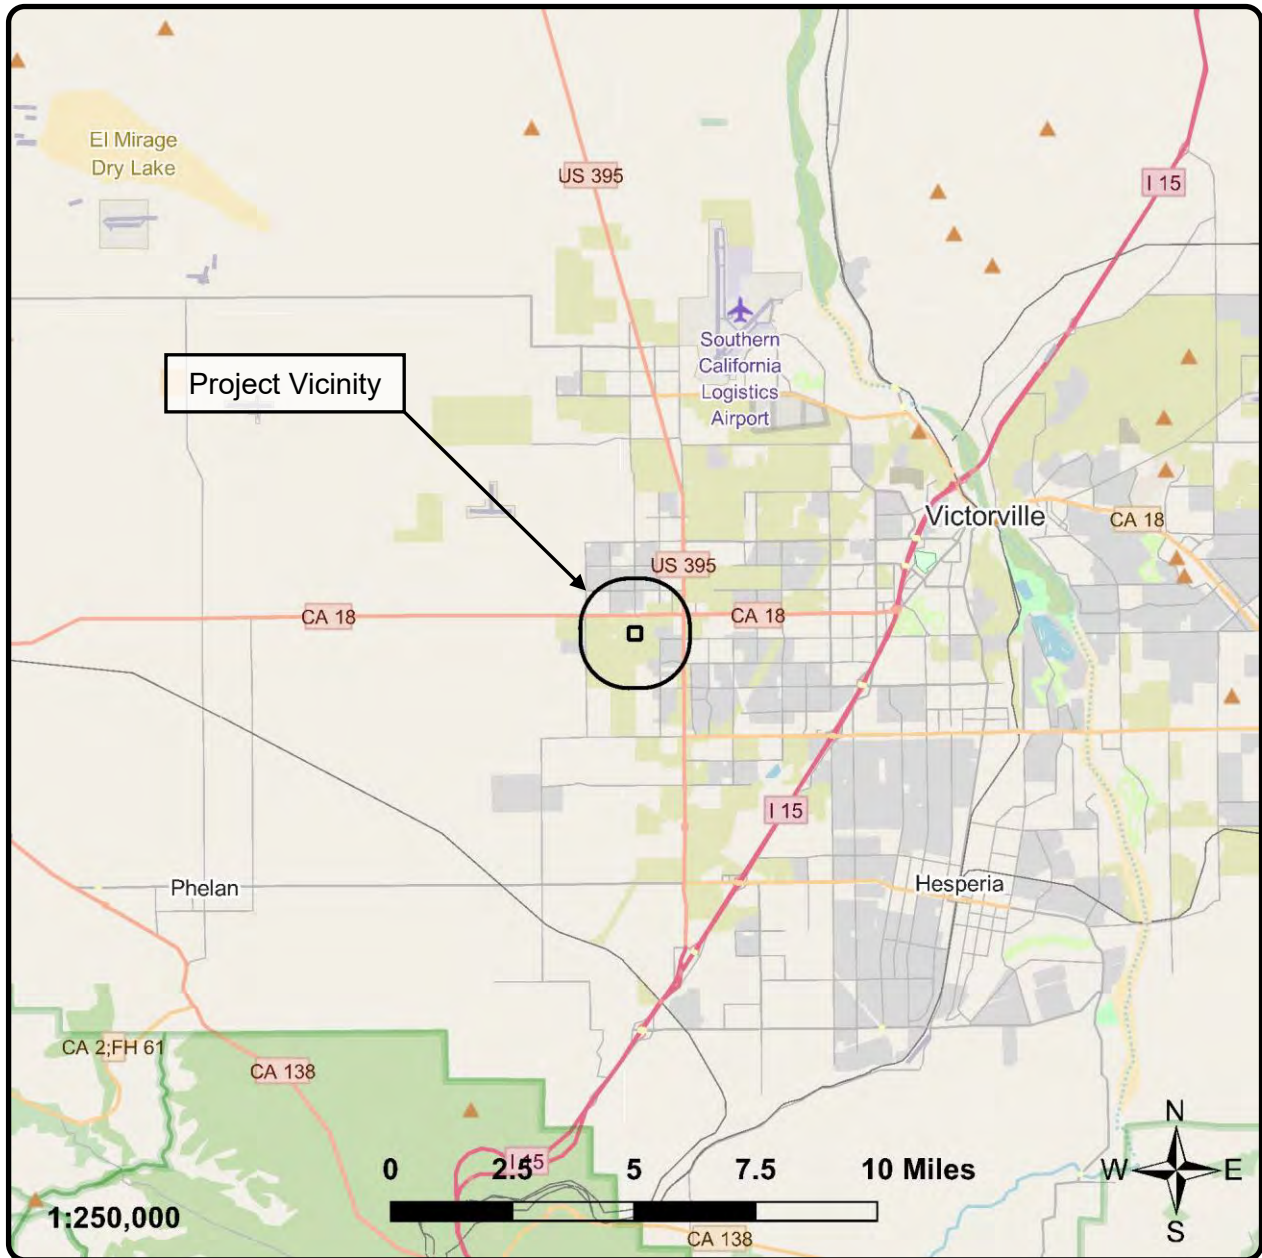 El Mirage
Dry Lake
US 395
I 15
Southern
California
Logistics
Airport
Project Vicinity
Victorville
CA 18
US 395
CA 18
CA 18
I 15
Phelan
Hesperia
CA 2;FH 61
CA 138
N
W E
S
I 15
0 2.5 5 7.5 10 Miles
1:250,000
CA 138